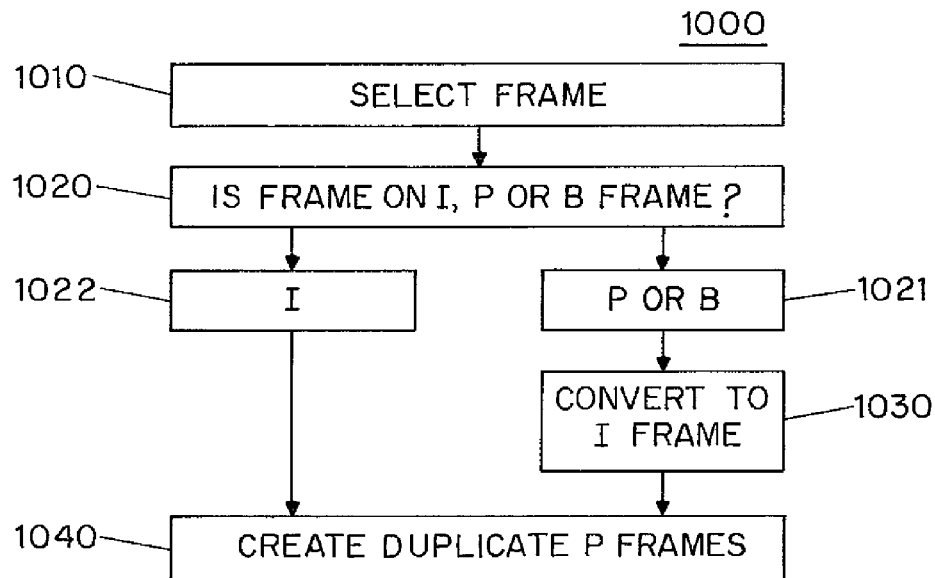 1000
1010
SELECT FRAME
1020
IS FRAME ON I, P OR B FRAME?
1022
I
P OR B
1021
CONVERT TO
I FRAME
1030
1040
CREATE DUPLICATE P FRAMES